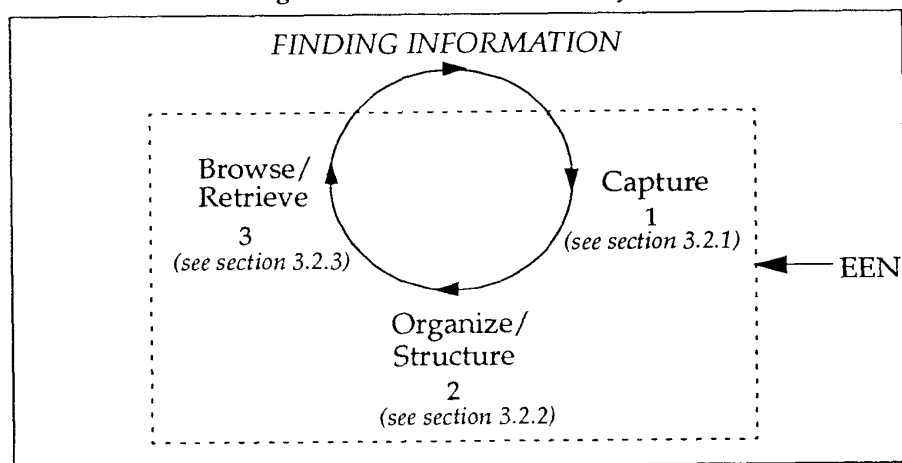 FINDING INFORMATION
Browse/
Retrieve
3
(see section 3.2.3)
Capture
1
(see section 3.2.1)
EEN
Organize/
Structure
2
(see section 3.2.2)